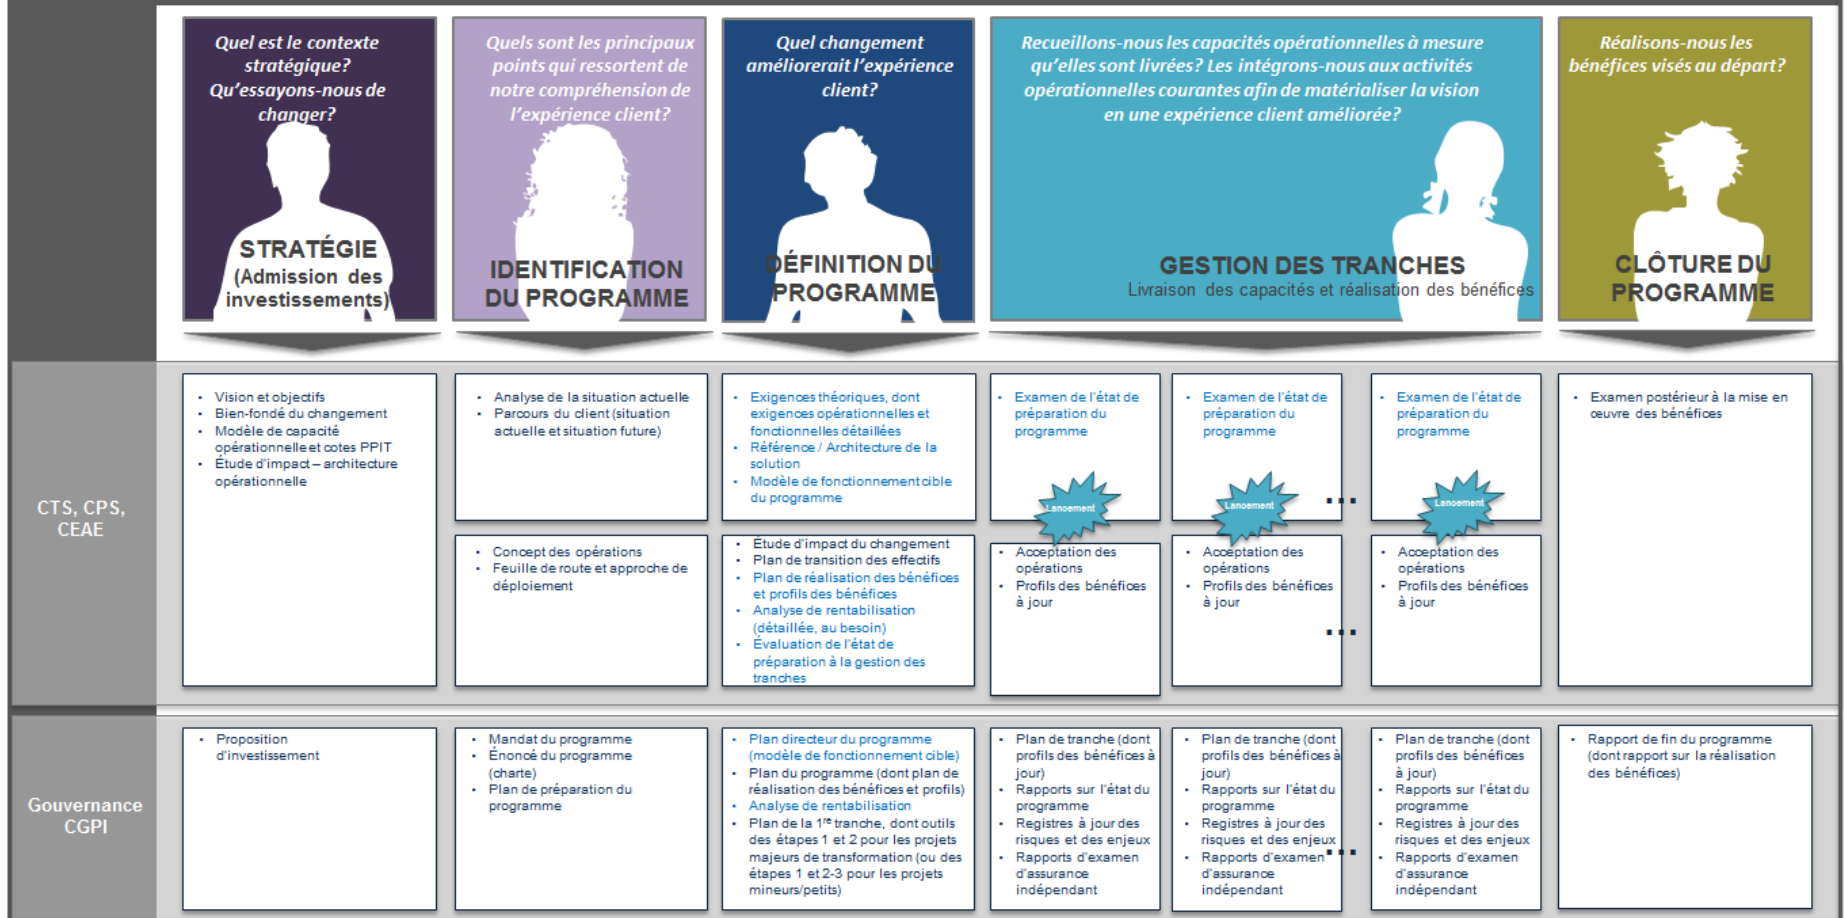 Quel est le contexte
stratégique?
Qu'essayons-nous de
changer?
STRATÉGIE
(Admission des
investissements)
Quels sont les principaux
points qui ressortent de
notre compréhension de
l'expérience client?
IDENTIFICATION
DU PROGRAMME
Quel changement
améliorerait l'expérience
client?
DÉFINITION DU
PROGRAMME
Recueillons-nous les capacités opérationnelles à mesure
qu'elles sont livrées? Les intégrons-nous aux activités
opérationnelles courantes afin de matérialiser la vision
en une expérience client améliorée?
GESTION DES TRANCHES
Livraison des capacités et réalisation des bénéfices
Réalisons-nous les
bénéfices visés au départ?
CLÔTURE DU
PROGRAMME
CTS, CPS,
CEAE
• Vision et objectifs
• Bien-fondé du changement
• Modèle de capacité
opérationnelle et cotes PPIT
• Étude d'impact – architecture
opérationnelle
• Analyse de la situation actuelle
• Parcours du client (situation
actuelle et situation future)
• Concept des opérations
• Feuille de route et approche de
déploiement
• Exigences théoriques, dont
exigences opérationnelles et
fonctionnelles détaillées
• Référence / Architecture de la
solution
• Modèle de fonctionnement cible
du programme
• Étude d'impact du changement
• Plan de transition des effectifs
• Plan de réalisation des bénéfices
et profils des bénéfices
• Analyse de rentabilisation
(détaillée, au besoin)
• Évaluation de l'état de
préparation à la gestion des
tranches
• Examen de l'état de
préparation du
programme
Lancement
• Acceptation des
opérations
• Profils des bénéfices
à jour
• Examen de l'état de
préparation du
programme
Lancement
• Acceptation des
opérations
• Profils des bénéfices
à jour
...
...
• Examen de l'état de
préparation du
programme
Lancement
• Acceptation des
opérations
• Profils des bénéfices
à jour
• Examen postérieur à la mise en
œuvre des bénéfices
Gouvernance
CGPI
• Proposition
d'investissement
• Mandat du programme
• Énoncé du programme
(charte)
• Plan de préparation du
programme
• Plan directeur du programme
(modèle de fonctionnement cible)
• Plan du programme (dont plan de
réalisation des bénéfices et profils)
• Analyse de rentabilisation
• Plan de la 1re tranche, dont outils
des étapes 1 et 2 pour les projets
majeurs de transformation (ou des
étapes 1 et 2-3 pour les projets
mineurs/petits)
• Plan de tranche (dont
profils des bénéfices à
jour)
• Rapports sur l'état du
programme
• Registres à jour des
risques et des enjeux
• Rapports d'examen
d'assurance
indépendant
• Plan de tranche (dont
profils des bénéfices à
jour)
• Rapports sur l'état du
programme
• Registres à jour des
risques et des enjeux
• Rapports d'examen
d'assurance
indépendant
...
• Plan de tranche (dont
profils des bénéfices
à jour)
• Rapports sur l'état du
programme
• Registres à jour des
risques et des enjeux
• Rapports d'examen
d'assurance
indépendant
• Rapport de fin du programme
(dont rapport sur la réalisation
des bénéfices)